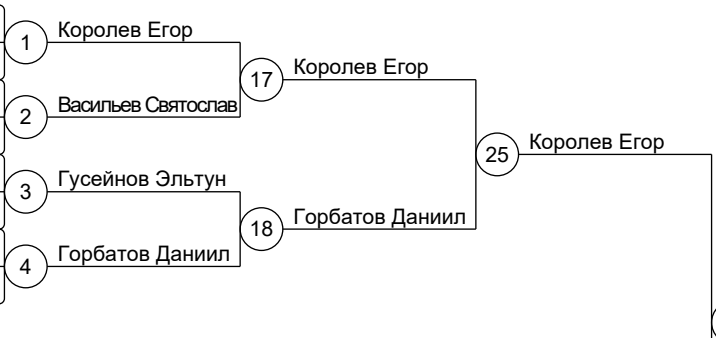 1
Королев Егор
2
Васильев Святослав
3
Гусейнов Эльтун
4
Горбатов Даниил
17
Королев Егор
18
Горбатов Даниил
25
Королев Егор